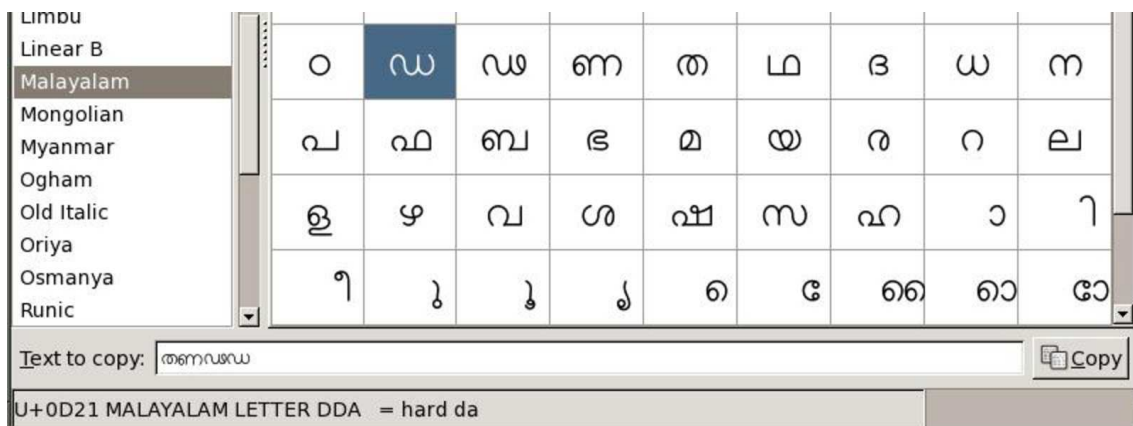 Limbu
Linear B
Malayalam
Mongolian
Myanmar
Ogham
Old Italic
Oriya
Osmanya
Runic
ഠ ഡ ഢ ണ ത ഥ ദ ധ ന
പ ഫ ബ ഭ മ യ ര റ ല
ള ഴ വ ശ ഷ സ ഹ ാ ി
ീ ു ൂ ൃ െ േ ൈ ൊ ോ
Text to copy: തണഢഡ
Copy
U+0D21 MALAYALAM LETTER DDA = hard da